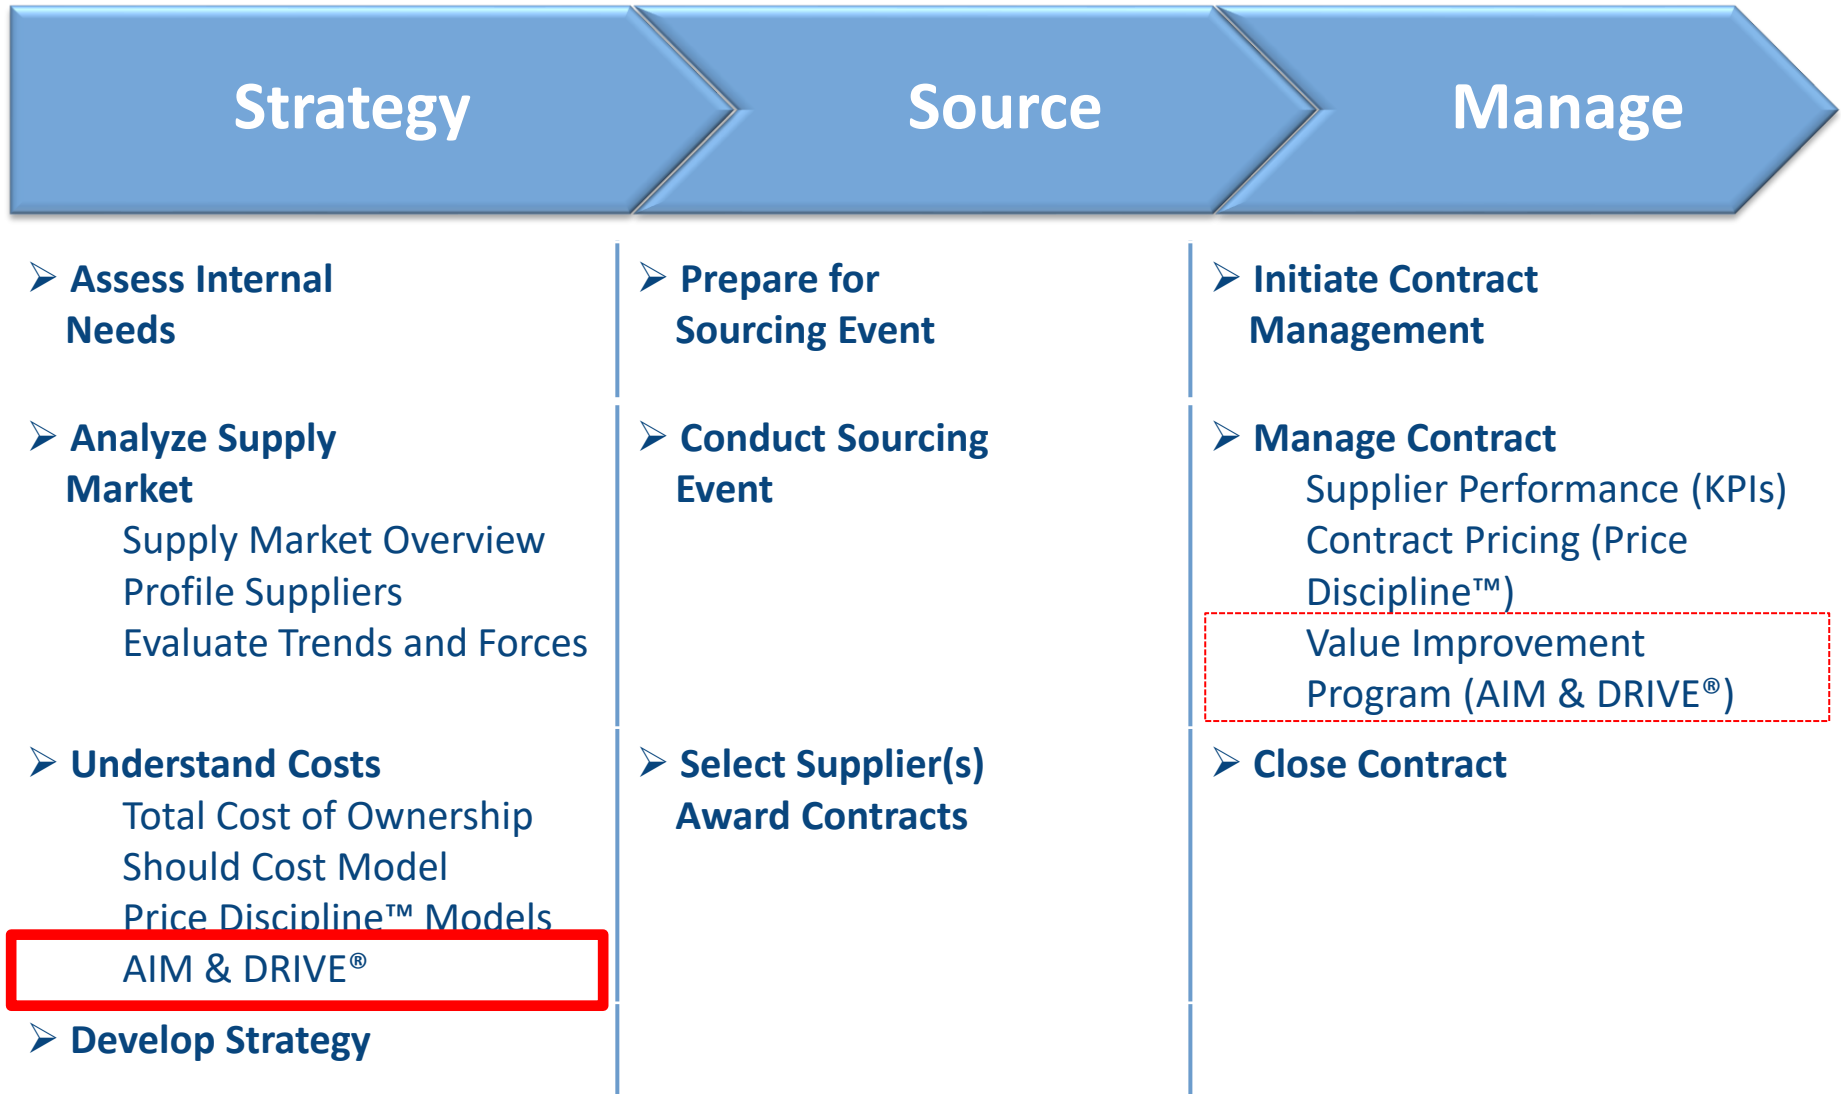 Strategy
Source
Manage
➢ Assess Internal
Needs
➢ Analyze Supply
Market
Supply Market Overview
Profile Suppliers
Evaluate Trends and Forces
➢ Understand Costs
Total Cost of Ownership
Should Cost Model
Price Discipline™ Models
AIM & DRIVE®
➢ Develop Strategy
➢ Prepare for
Sourcing Event
➢ Conduct Sourcing
Event
➢ Select Supplier(s)
Award Contracts
➢ Initiate Contract
Management
➢ Manage Contract
Supplier Performance (KPIs)
Contract Pricing (Price
Discipline™)
Value Improvement
Program (AIM & DRIVE®)
➢ Close Contract